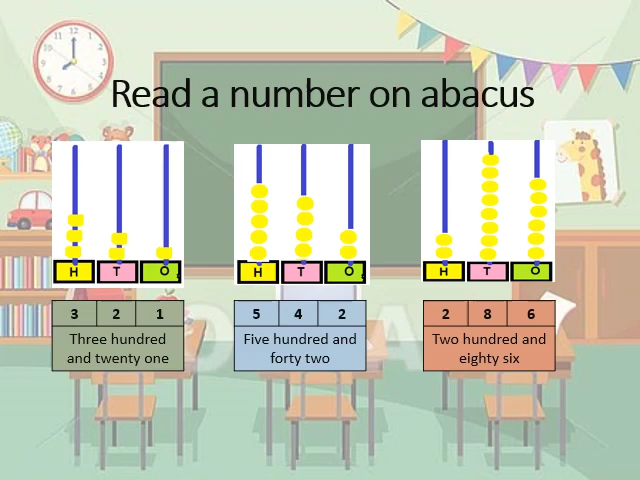 Read a number on abacus
H T O
H T O
H T O
3 2 1
Three hundred
and twenty one
5 4 2
Five hundred and
forty two
2 8 6
Two hundred and
eighty six